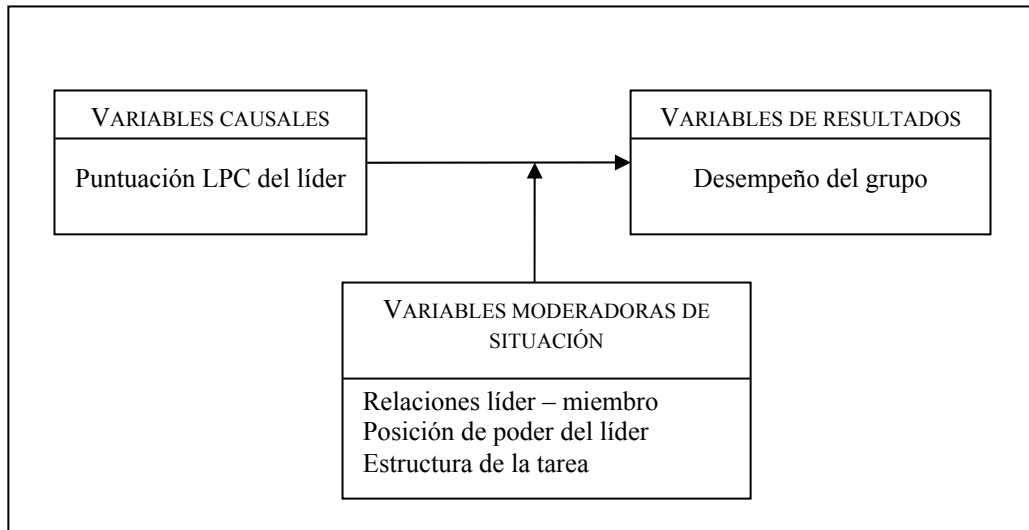 VARIABLES CAUSALES
Puntuación LPC del líder
VARIABLES DE RESULTADOS
Desempeño del grupo
VARIABLES MODERADORAS DE
SITUACIÓN
Relaciones líder – miembro
Posición de poder del líder
Estructura de la tarea